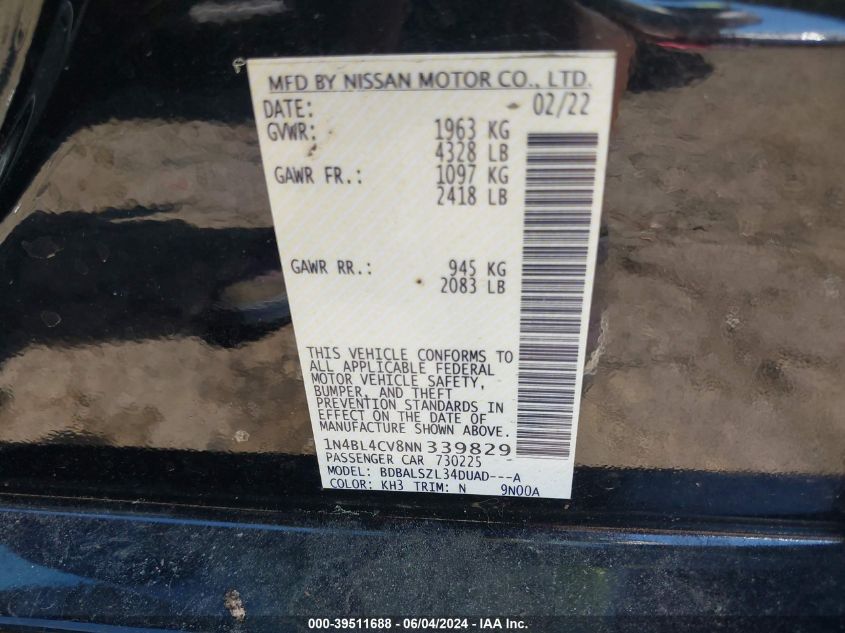 MFD BY NISSAN MOTOR CO., LTD.
DATE: 02/22
GVWR: 1963 KG
4328 LB
GAWR FR.: 1097 KG
2418 LB
GAWR RR.: 945 KG
2083 LB
THIS VEHICLE CONFORMS TO
ALL APPLICABLE FEDERAL
MOTOR VEHICLE SAFETY,
BUMPER, AND THEFT
PREVENTION STANDARDS IN
EFFECT ON THE DATE OF
MANUFACTURE SHOWN ABOVE.
1N4BL4CV8NN 339829
PASSENGER CAR 730225
MODEL: BDBALSZL34DUAD---A
COLOR: KH3 TRIM: N 9N00A
000-39511688 - 06/04/2024 - IAA Inc.